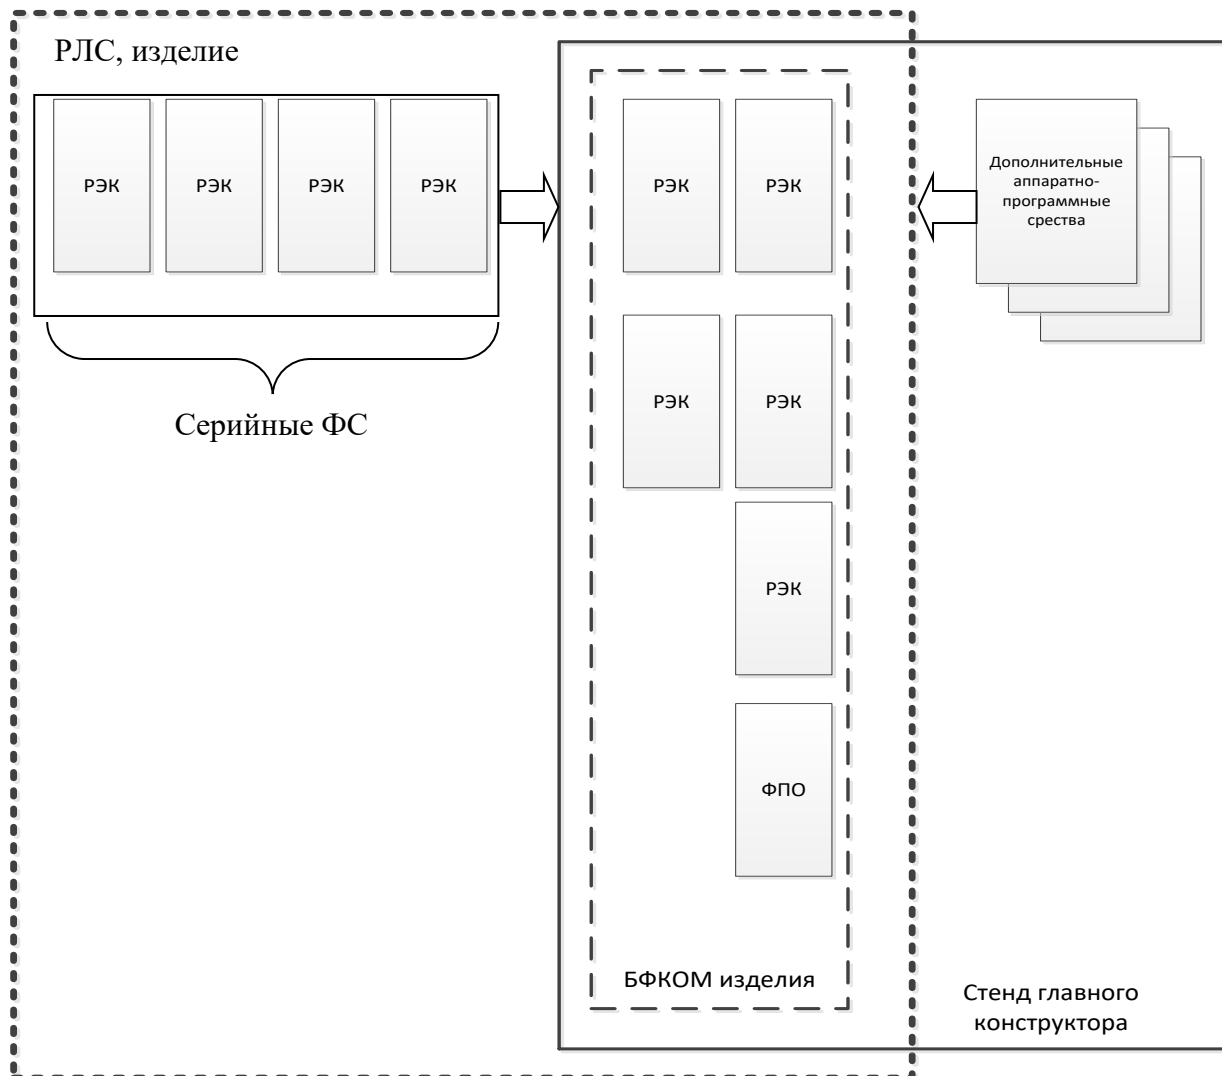 РЛС, изделие
РЭК
РЭК
РЭК
РЭК
РЭК
РЭК
Дополнительные
аппаратно-
программные
срества
РЭК
РЭК
Серийные ФС
РЭК
ФПО
БФКОМ изделия
Стенд главного
конструктора